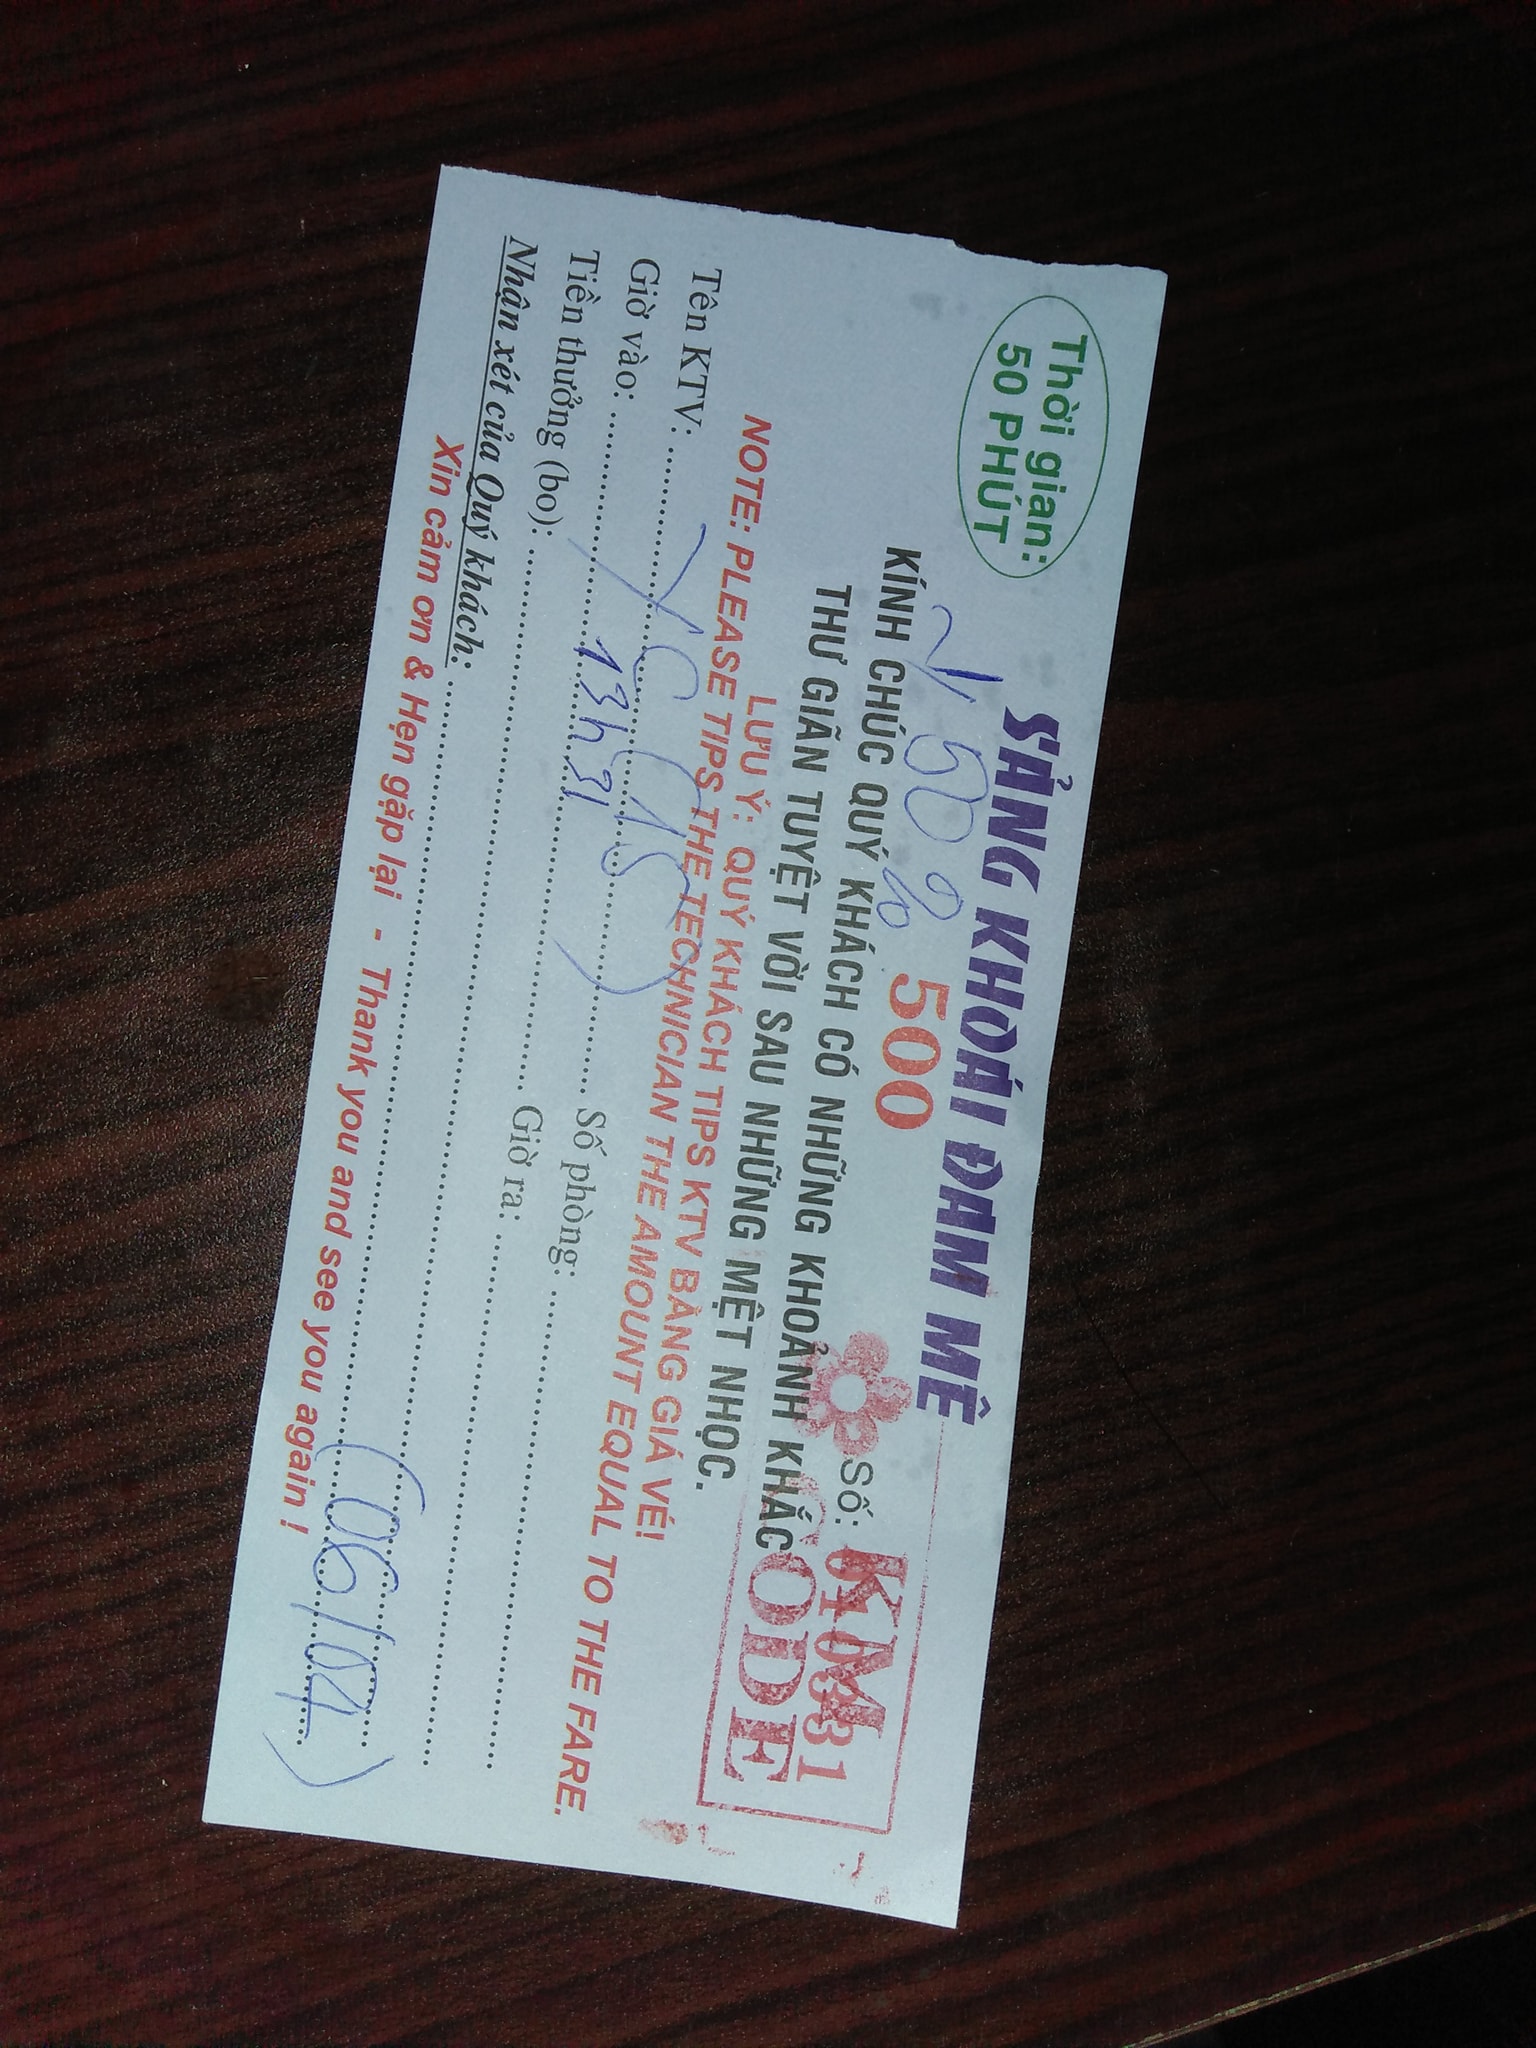 Thời gian:
50 PHÚT
SẢNG KHOÁI ĐAM MÊ
50%
500
Số: 010331
KM
CODE
KÍNH CHÚC QUÝ KHÁCH CÓ NHỮNG KHOẢNH KHẮC
THƯ GIÃN TUYỆT VỜI SAU NHỮNG MỆT NHỌC.
LƯU Ý: QUÝ KHÁCH TIPS KTV BẰNG GIÁ VÉ!
NOTE: PLEASE TIPS THE TECHNICIAN THE AMOUNT EQUAL TO THE FARE.
Tên KTV:
Số phòng:
Giờ vào: 13h31
Giờ ra:
Tiền thưởng (bo):
Nhận xét của Quý khách:
(06/04)
Xin cảm ơn & Hẹn gặp lại - Thank you and see you again !